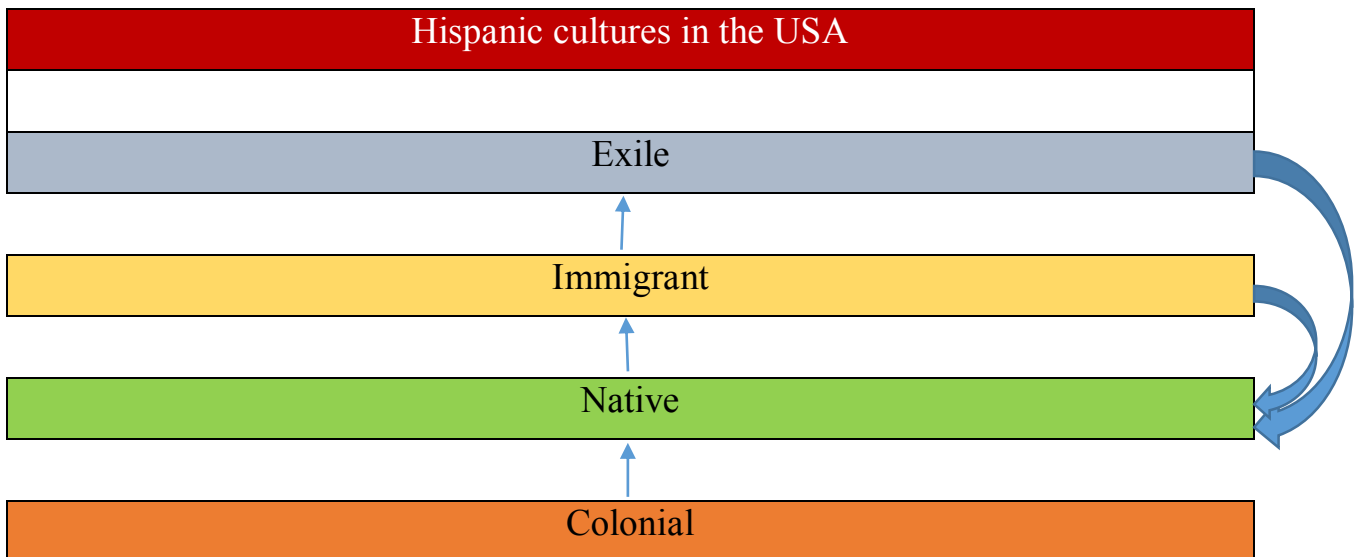 Hispanic cultures in the USA
Exile
Immigrant
Native
Colonial